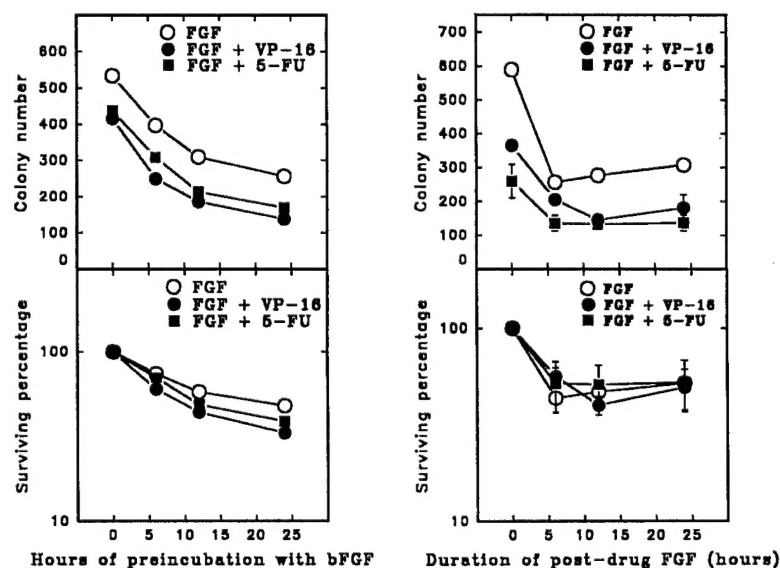 600
500
400
300
200
100
0
Colony number
FGF
FGF + VP-16
FGF + 5-FU
700
600
500
400
300
200
100
0
Colony number
FGF
FGF + VP-16
FGF + 5-FU
100
10
Surviving percentage
FGF
FGF + VP-16
FGF + 5-FU
0 5 10 15 20 25
Hours of preincubation with bFGF
100
10
Surviving percentage
FGF
FGF + VP-16
FGF + 5-FU
0 5 10 15 20 25
Duration of post-drug FGF (hours)